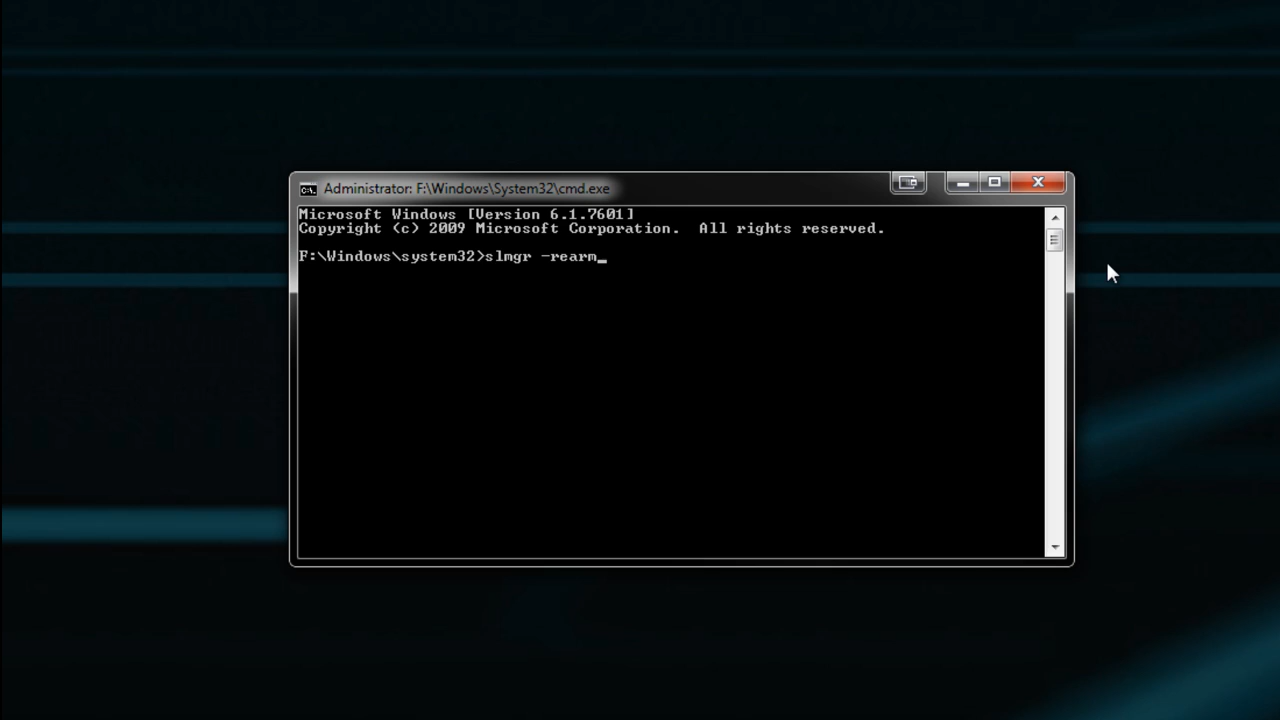 Administrator: F:\Windows\System32\cmd.exe
Microsoft Windows [Version 6.1.7601]
Copyright (c) 2009 Microsoft Corporation.  All rights reserved.
F:\Windows\system32>slmgr -rearm_